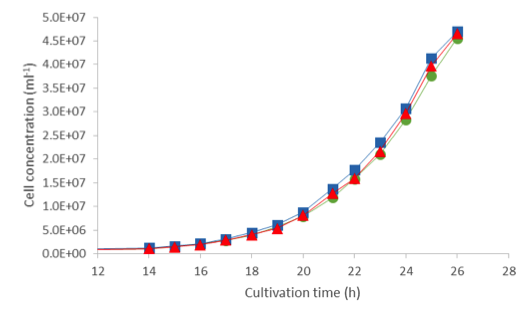 Cell concentration (ml-1)
5.0E+07
4.5E+07
4.0E+07
3.5E+07
3.0E+07
2.5E+07
2.0E+07
1.5E+07
1.0E+07
5.0E+06
0.0E+00
12 14 16 18 20 22 24 26 28
Cultivation time (h)